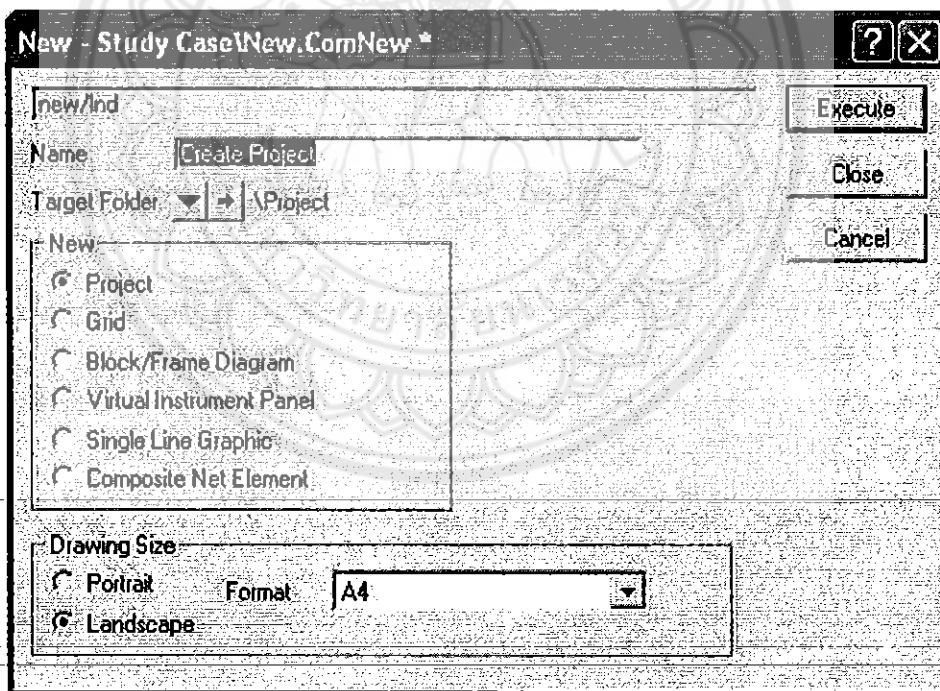 New - Study Case\New.ComNew *
new/lnd
Execute
Name
Create Project
Close
Target Folder
\Project
Cancel
New
Project
Grid
Block/Frame Diagram
Virtual Instrument Panel
Single Line Graphic
Composite Net Element
Drawing Size
Portrait
Format
A4
Landscape